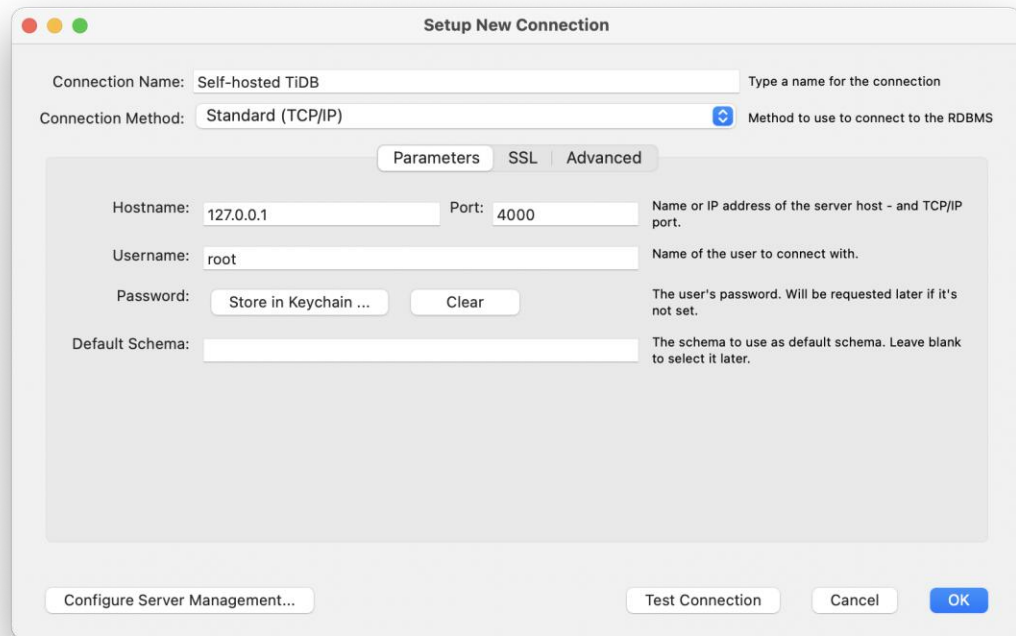 Setup New Connection
Connection Name: Self-hosted TiDB Type a name for the connection
Connection Method: Standard (TCP/IP) Method to use to connect to the RDBMS
Parameters SSL Advanced
Hostname: 127.0.0.1 Port: 4000 Name or IP address of the server host - and TCP/IP
port.
Username: root Name of the user to connect with.
Password: Store in Keychain ... Clear The user's password. Will be requested later if it's
not set.
Default Schema: The schema to use as default schema. Leave blank
to select it later.
Configure Server Management... Test Connection Cancel OK